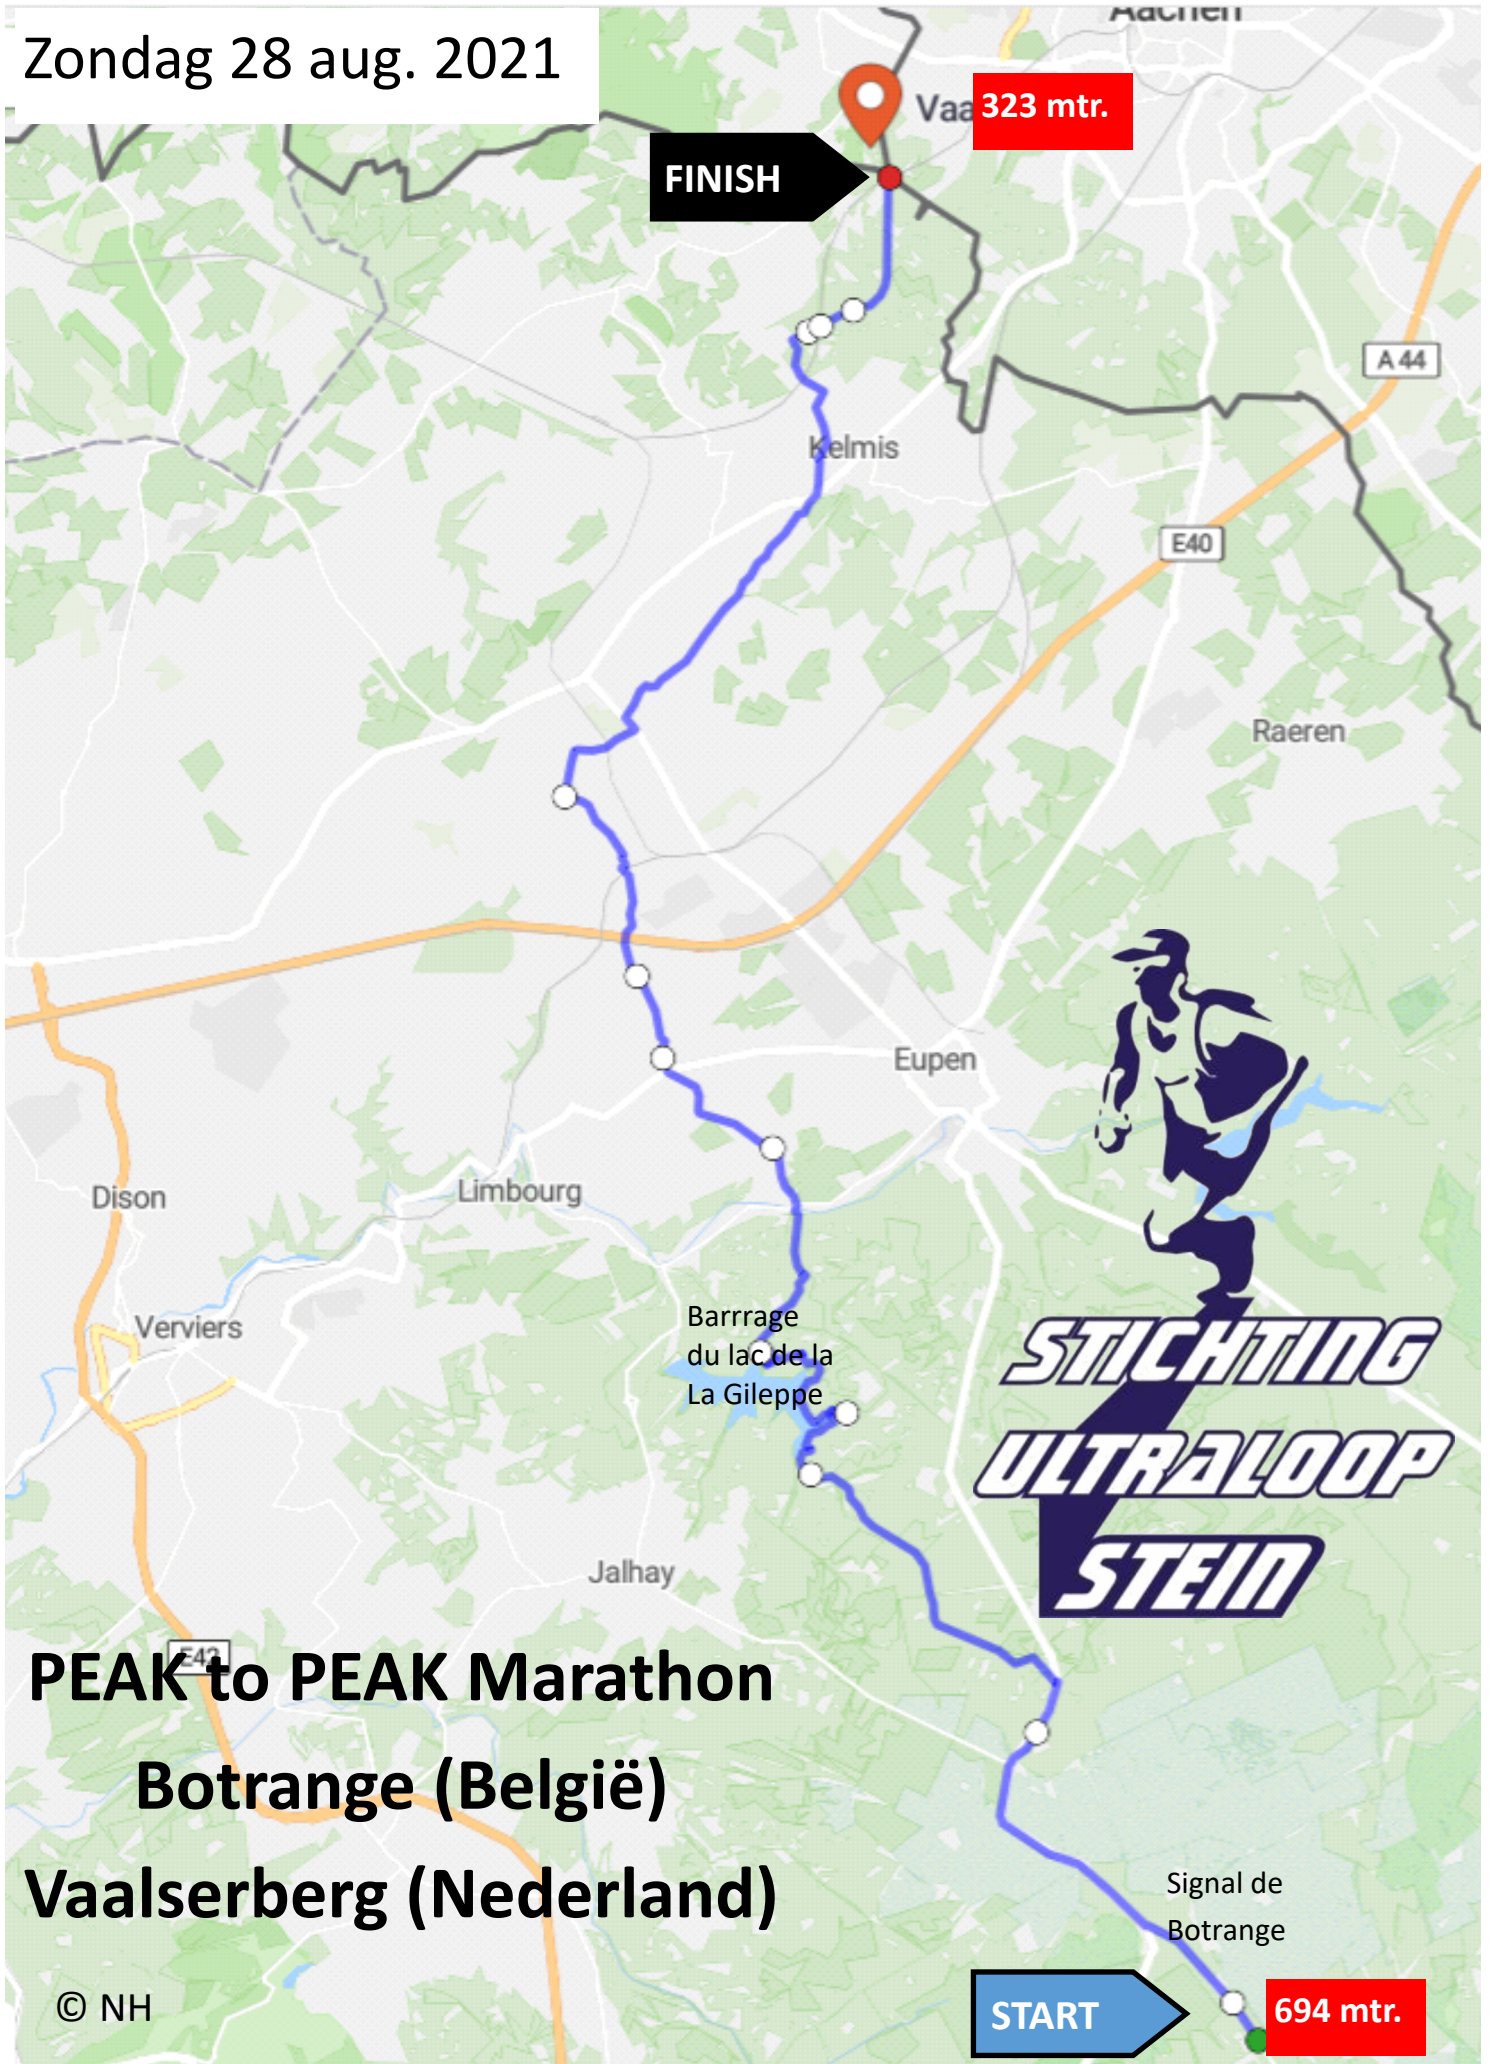 Zondag 28 aug. 2021
Aachen
Vaa
323 mtr.
FINISH
A 44
Kelmis
E40
Raeren
Eupen
Dison
Limbourg
Verviers
Barrrage
du lac de la
La Gileppe
STICHTING
ULTRALOOP
STEIN
Jalhay
E42
PEAK to PEAK Marathon
Botrange (België)
Vaalserberg (Nederland)
Signal de
Botrange
© NH
START
694 mtr.